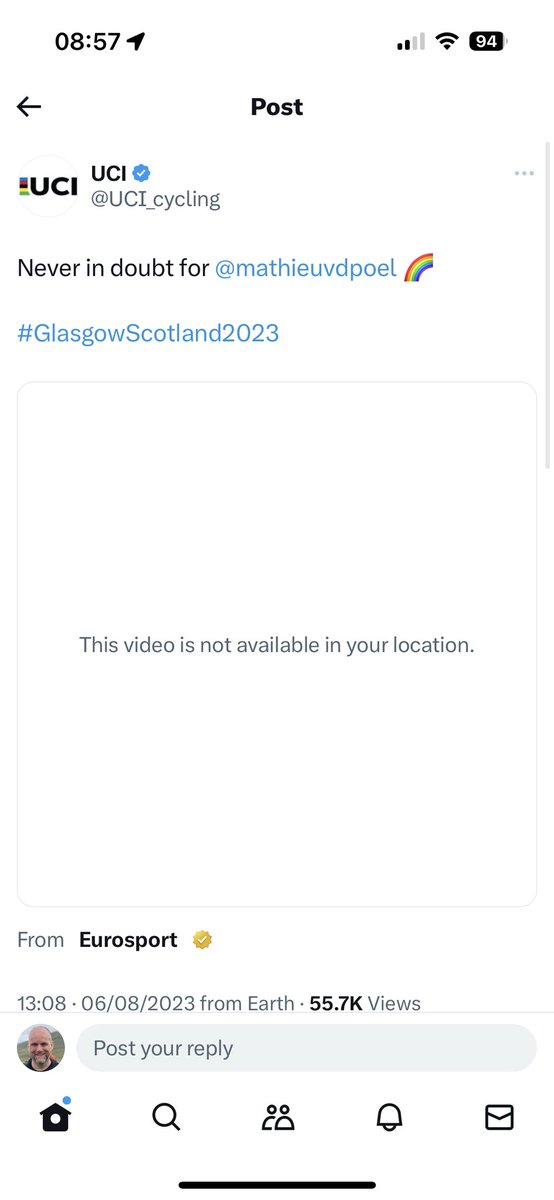 08:57
94
Post
UCI
UCI
@UCI_cycling
Never in doubt for @mathieuvdpoel 🌈
#GlasgowScotland2023
This video is not available in your location.
From Eurosport
13:08 · 06/08/2023 from Earth · 55.7K Views
Post your reply